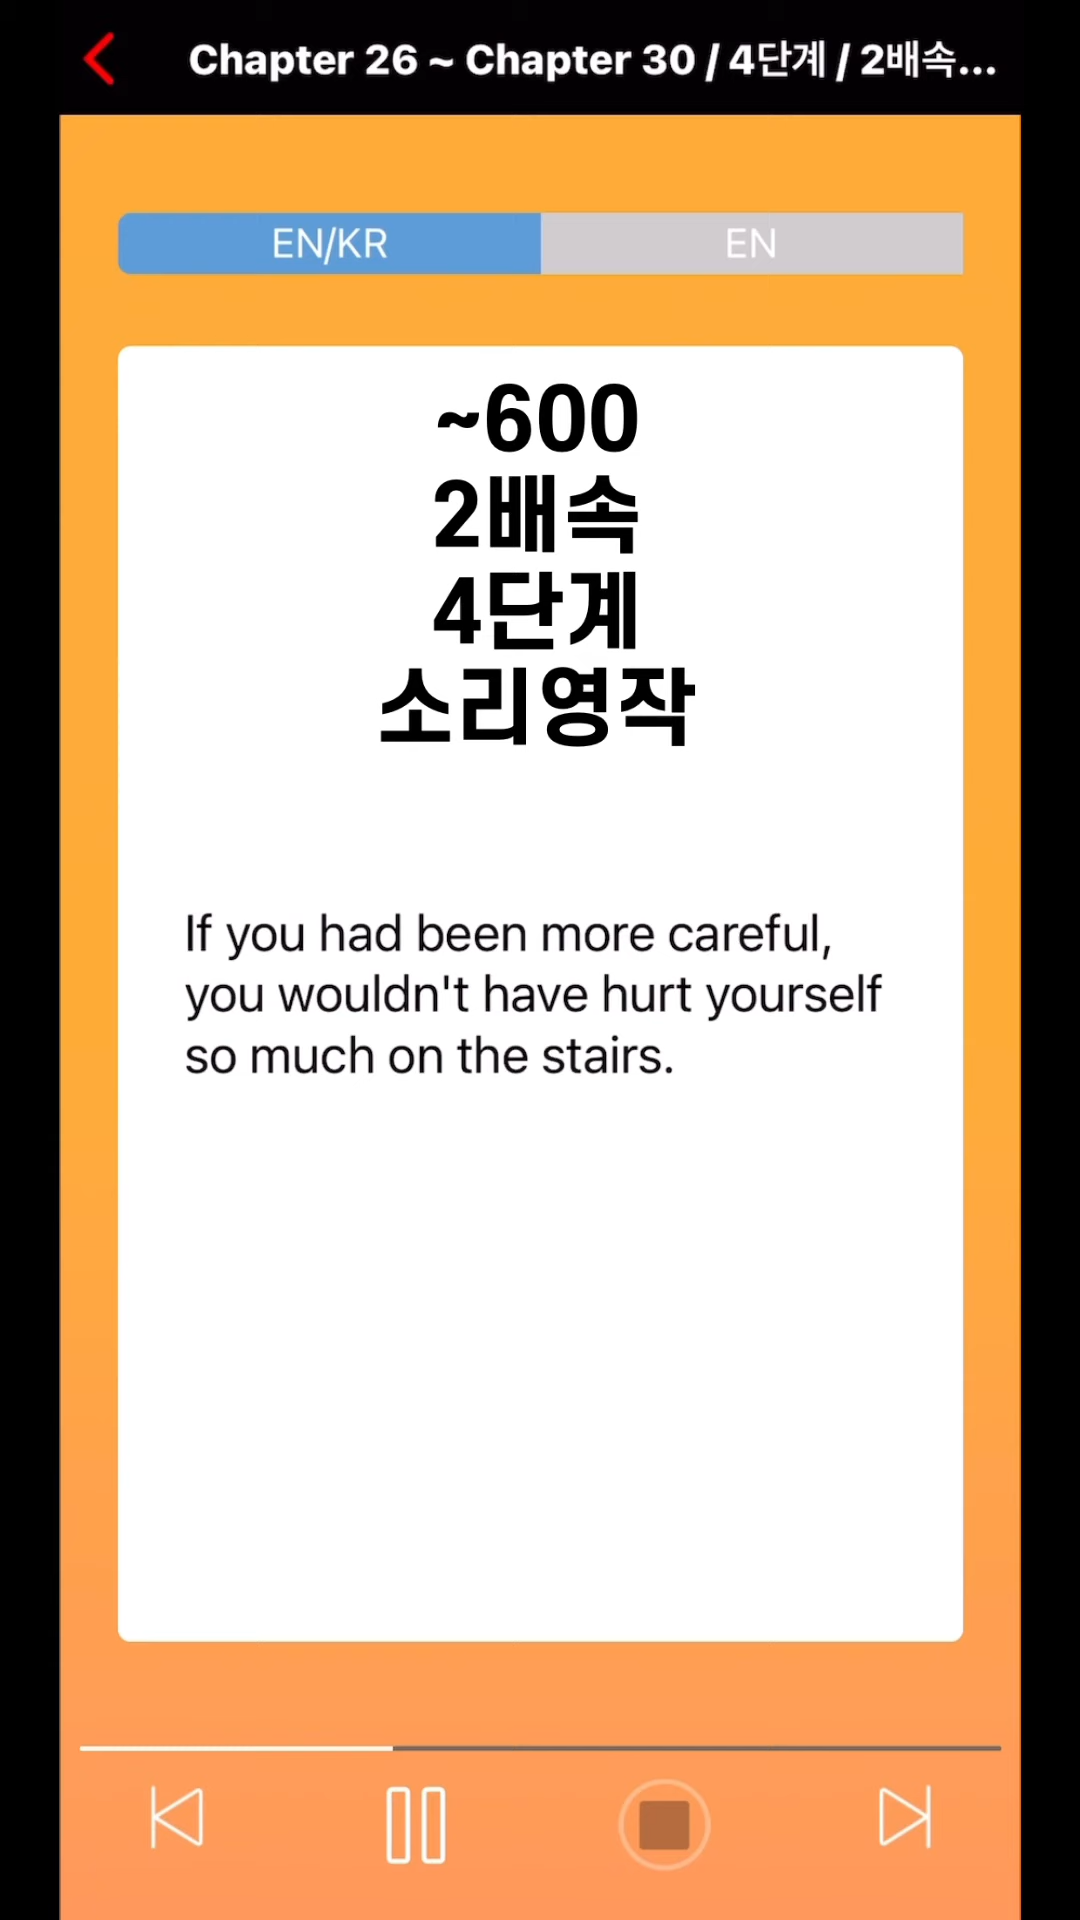 Chapter 26 ~ Chapter 30 / 4단계 / 2배속...
EN/KR
EN
~600
2배속
4단계
소리영작
If you had been more careful,
you wouldn't have hurt yourself
so much on the stairs.